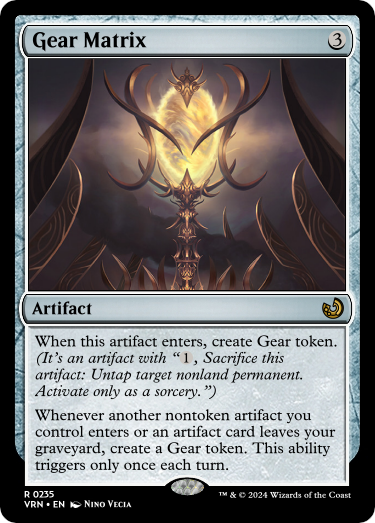 Gear Matrix 3
Artifact
When this artifact enters, create Gear token.
(It's an artifact with “1, Sacrifice this
artifact: Untap target nonland permanent.
Activate only as a sorcery.”)
Whenever another nontoken artifact you
control enters or an artifact card leaves your
graveyard, create a Gear token. This ability
triggers only once each turn.
R 0235
VRN • EN Nino Vecia
™ & © 2024 Wizards of the Coast